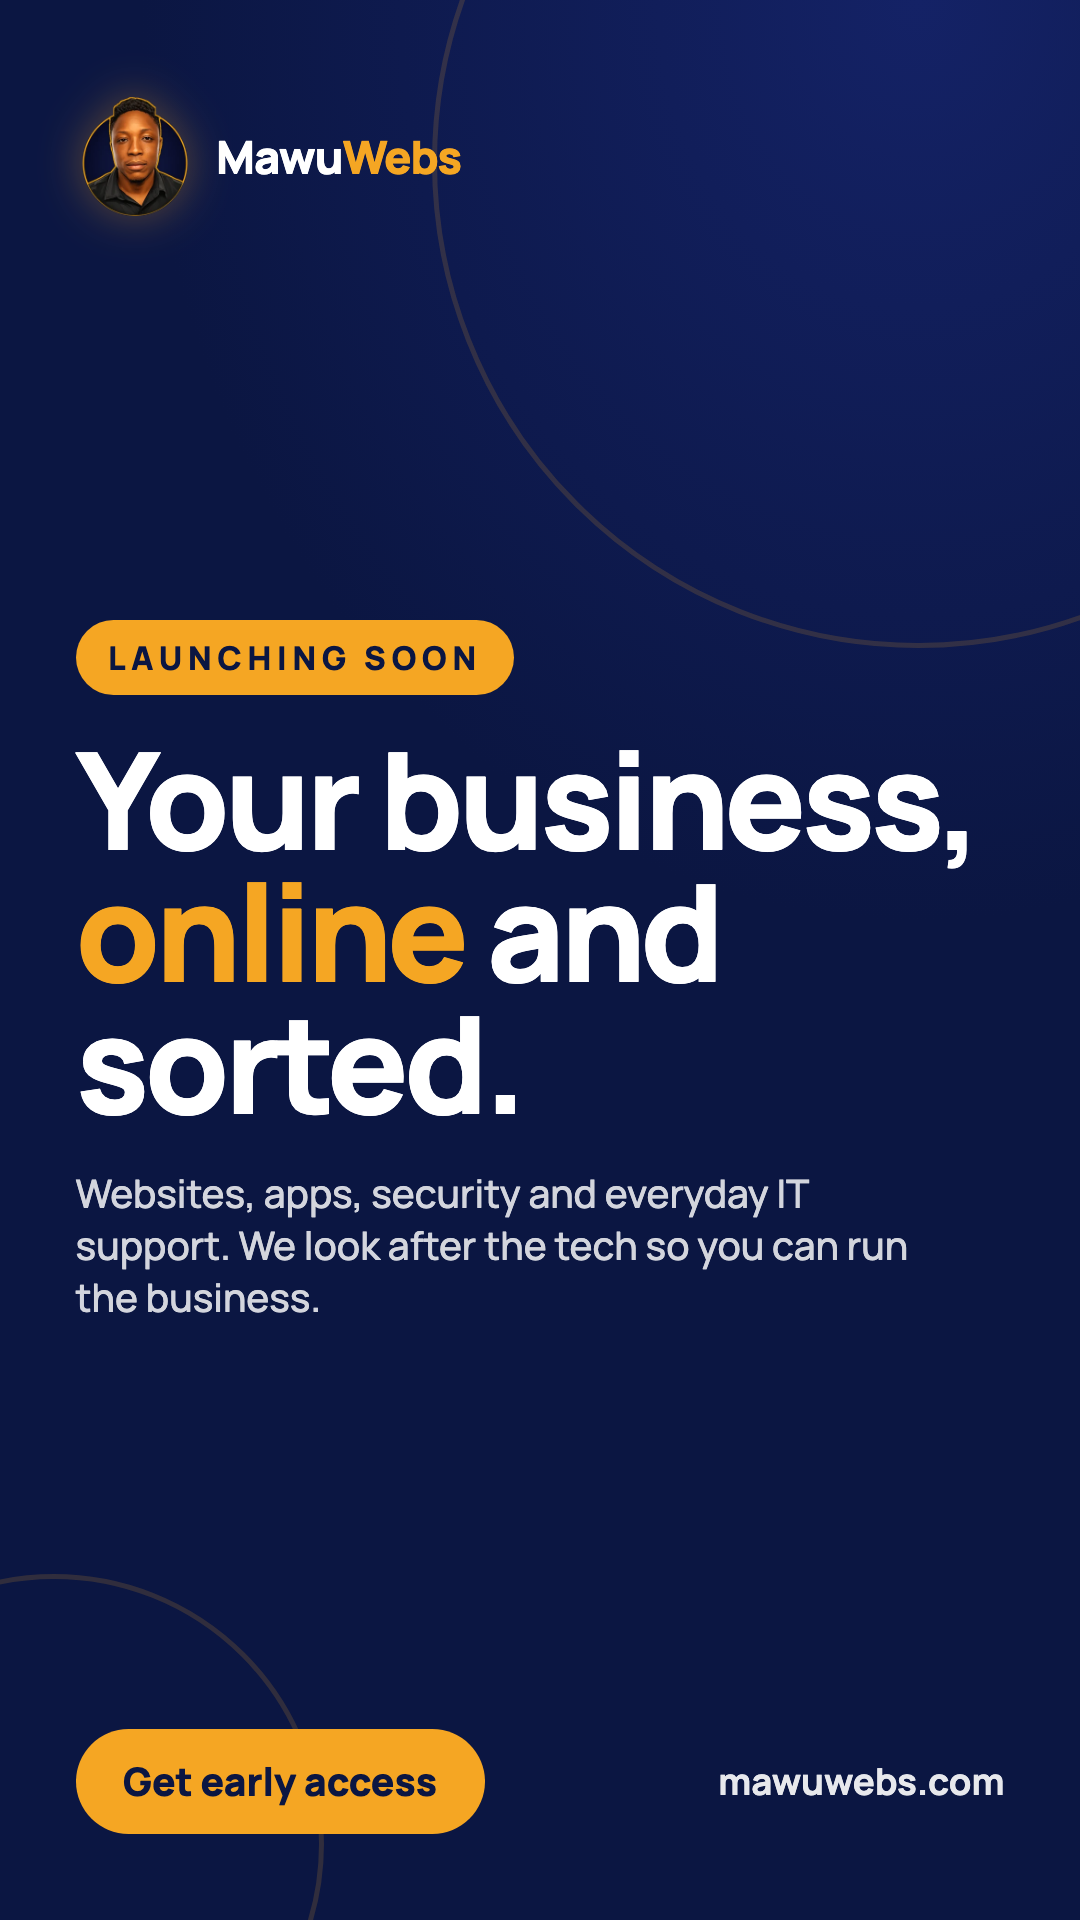 MawuWebs
LAUNCHING SOON
Your business,
online and
sorted.
Websites, apps, security and everyday IT
support. We look after the tech so you can run
the business.
Get early access
mawuwebs.com